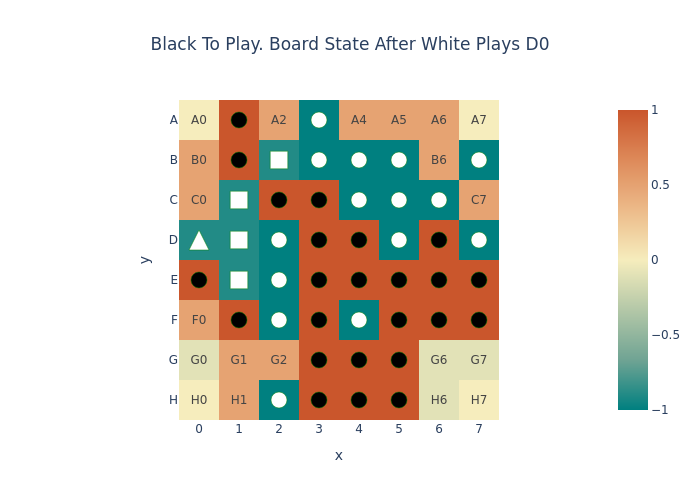 Black To Play. Board State After White Plays D0
A A0 A2 A4 A5 A6 A7 1
B B0 B6
C C0 C7 0.5
D
y 0
E
F F0 −0.5
G G0 G1 G2 G6 G7
H H0 H1 H6 H7 −1
0 1 2 3 4 5 6 7
x